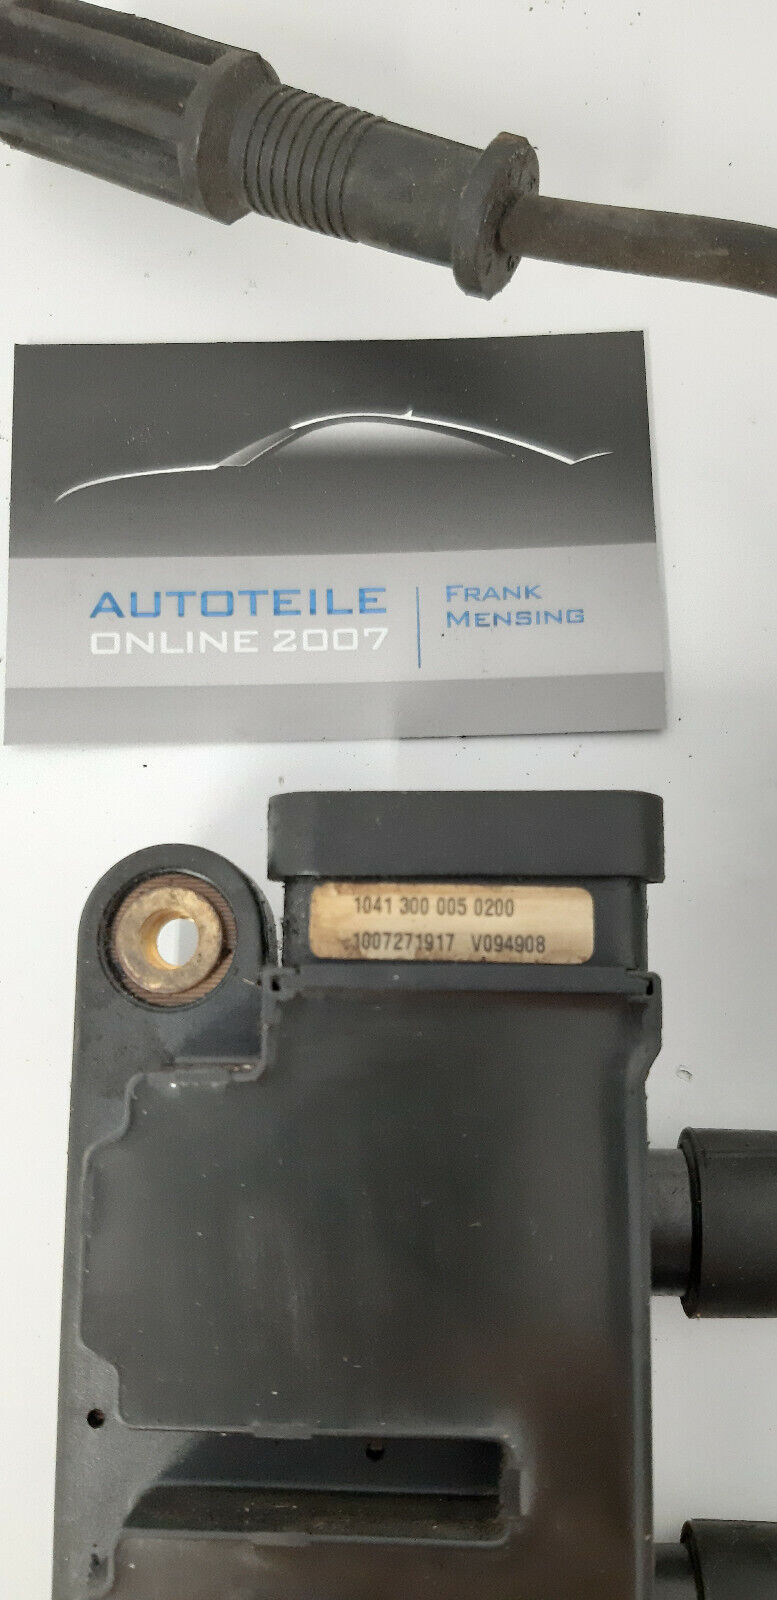 AUTOTEILE
ONLINE 2007
FRANK
MENSING
1041 300 005 0200
1007271917 V094908